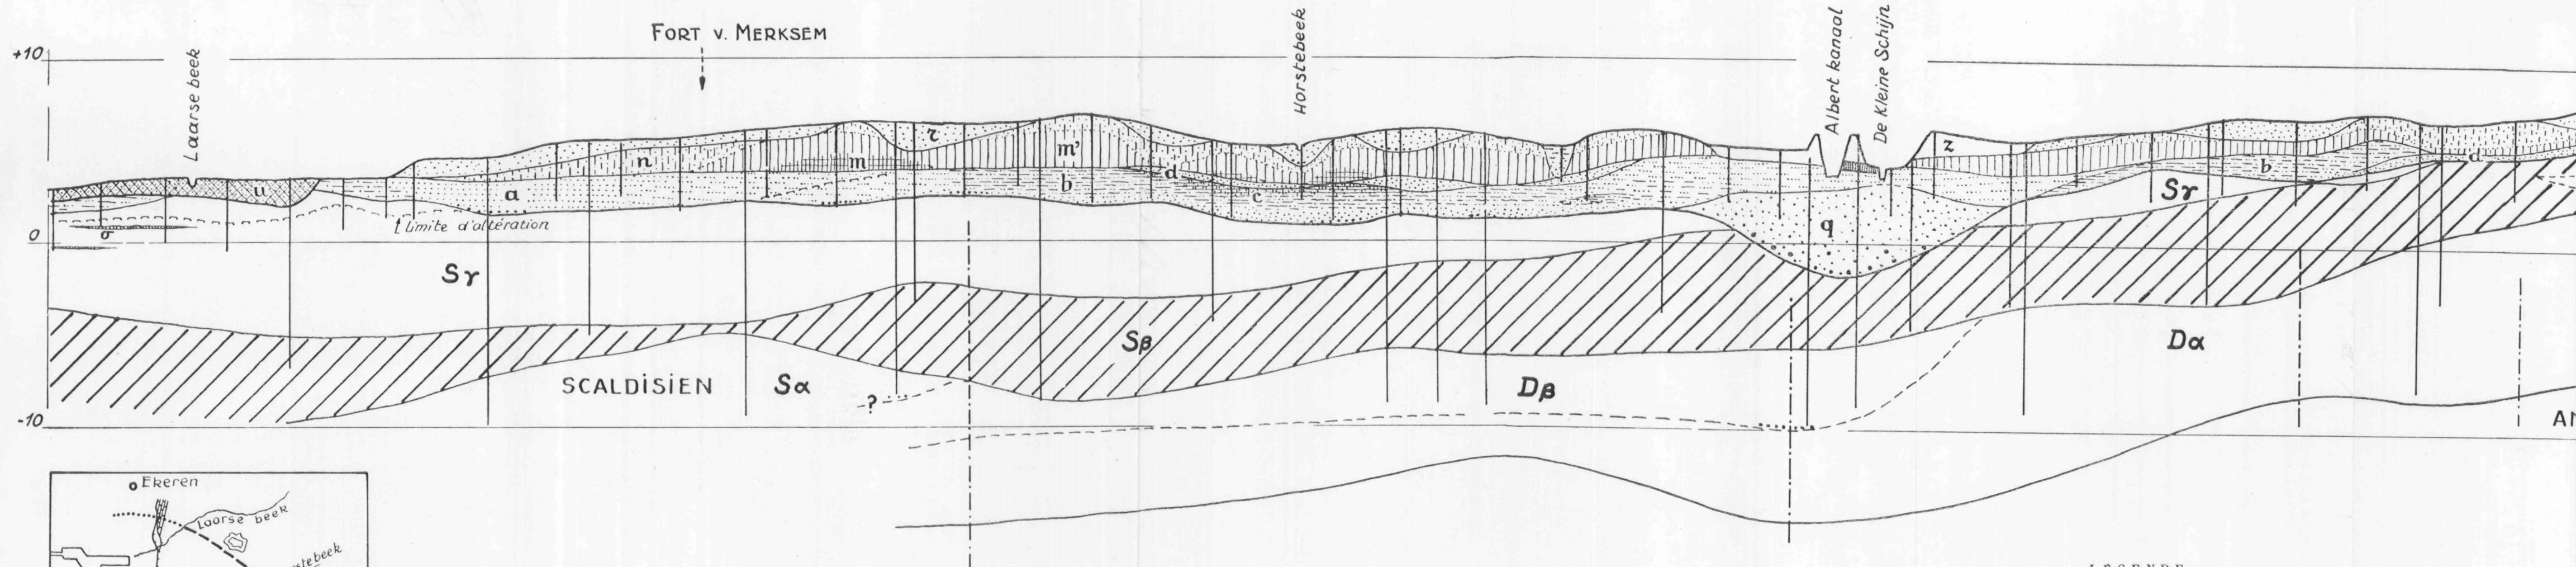 FORT V. MERKSEM
+10
Laarse beek
Horstebeek
Albert kanaal
De Kleine Schijn
u
n
a
m
r
m'
b
d
c
z
q
b
d
Sγ
σ
0
Limite d'altération
Sγ
Sβ
Dα
SCALDISIEN
Sα
?
Dβ
-10
o Ekeren
Loorse beek
stebeek
LÉGENDE